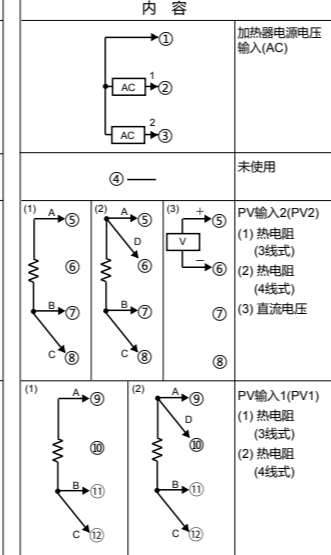 内 容
①
1
AC ②
2
AC ③
加热器电源电压
输入(AC)
④
未使用
(1) A ⑤
⑥
B ⑦
C ⑧
(2) A ⑤
D
⑥
B ⑦
C ⑧
(3) + ⑤
V
− ⑥
⑦
⑧
PV输入2(PV2)
(1) 热电阻
(3线式)
(2) 热电阻
(4线式)
(3) 直流电压
(1)
A ⑨
⑩
B ⑪
C ⑫
(2)
A ⑨
D
⑩
B ⑪
C ⑫
PV输入1(PV1)
(1) 热电阻
(3线式)
(2) 热电阻
(4线式)